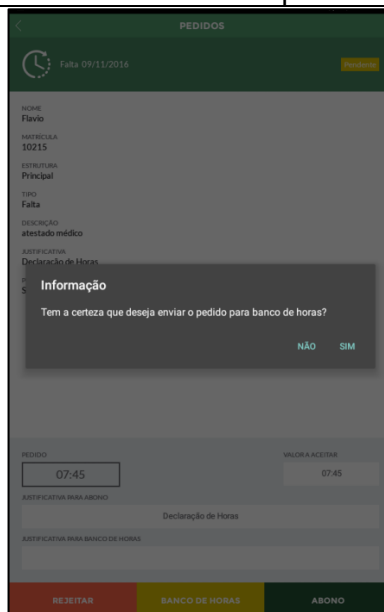 PEDIDOS
Falta 09/11/2016
Pendente
NOME
Flavio
MATRÍCULA
10215
ESTRUTURA
Principal
TIPO
Falta
DESCRIÇÃO
atestado médico
JUSTIFICATIVA
Declaração de Horas
Informação
Tem a certeza que deseja enviar o pedido para banco de horas?
NÃO SIM
PEDIDO VALOR A ACEITAR
07:45 07:45
JUSTIFICATIVA PARA ABONO
Declaração de Horas
JUSTIFICATIVA PARA BANCO DE HORAS
REJEITAR BANCO DE HORAS ABONO